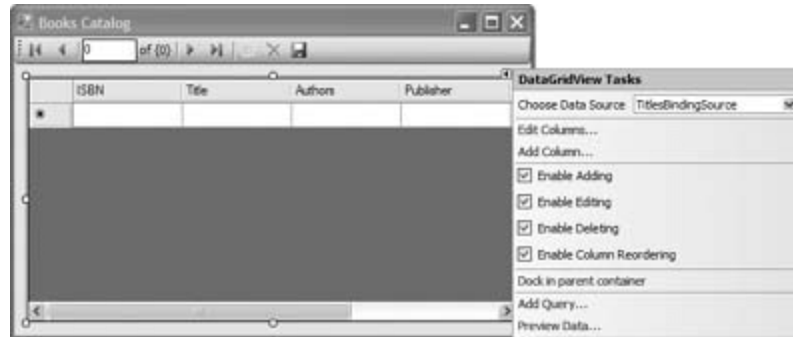 Books Catalog
0 of {0}
ISBN Title Authors Publisher
DataGridView Tasks
Choose Data Source TitlesBindingSource
Edit Columns...
Add Column...
Enable Adding
Enable Editing
Enable Deleting
Enable Column Reordering
Dock in parent container
Add Query...
Preview Data...